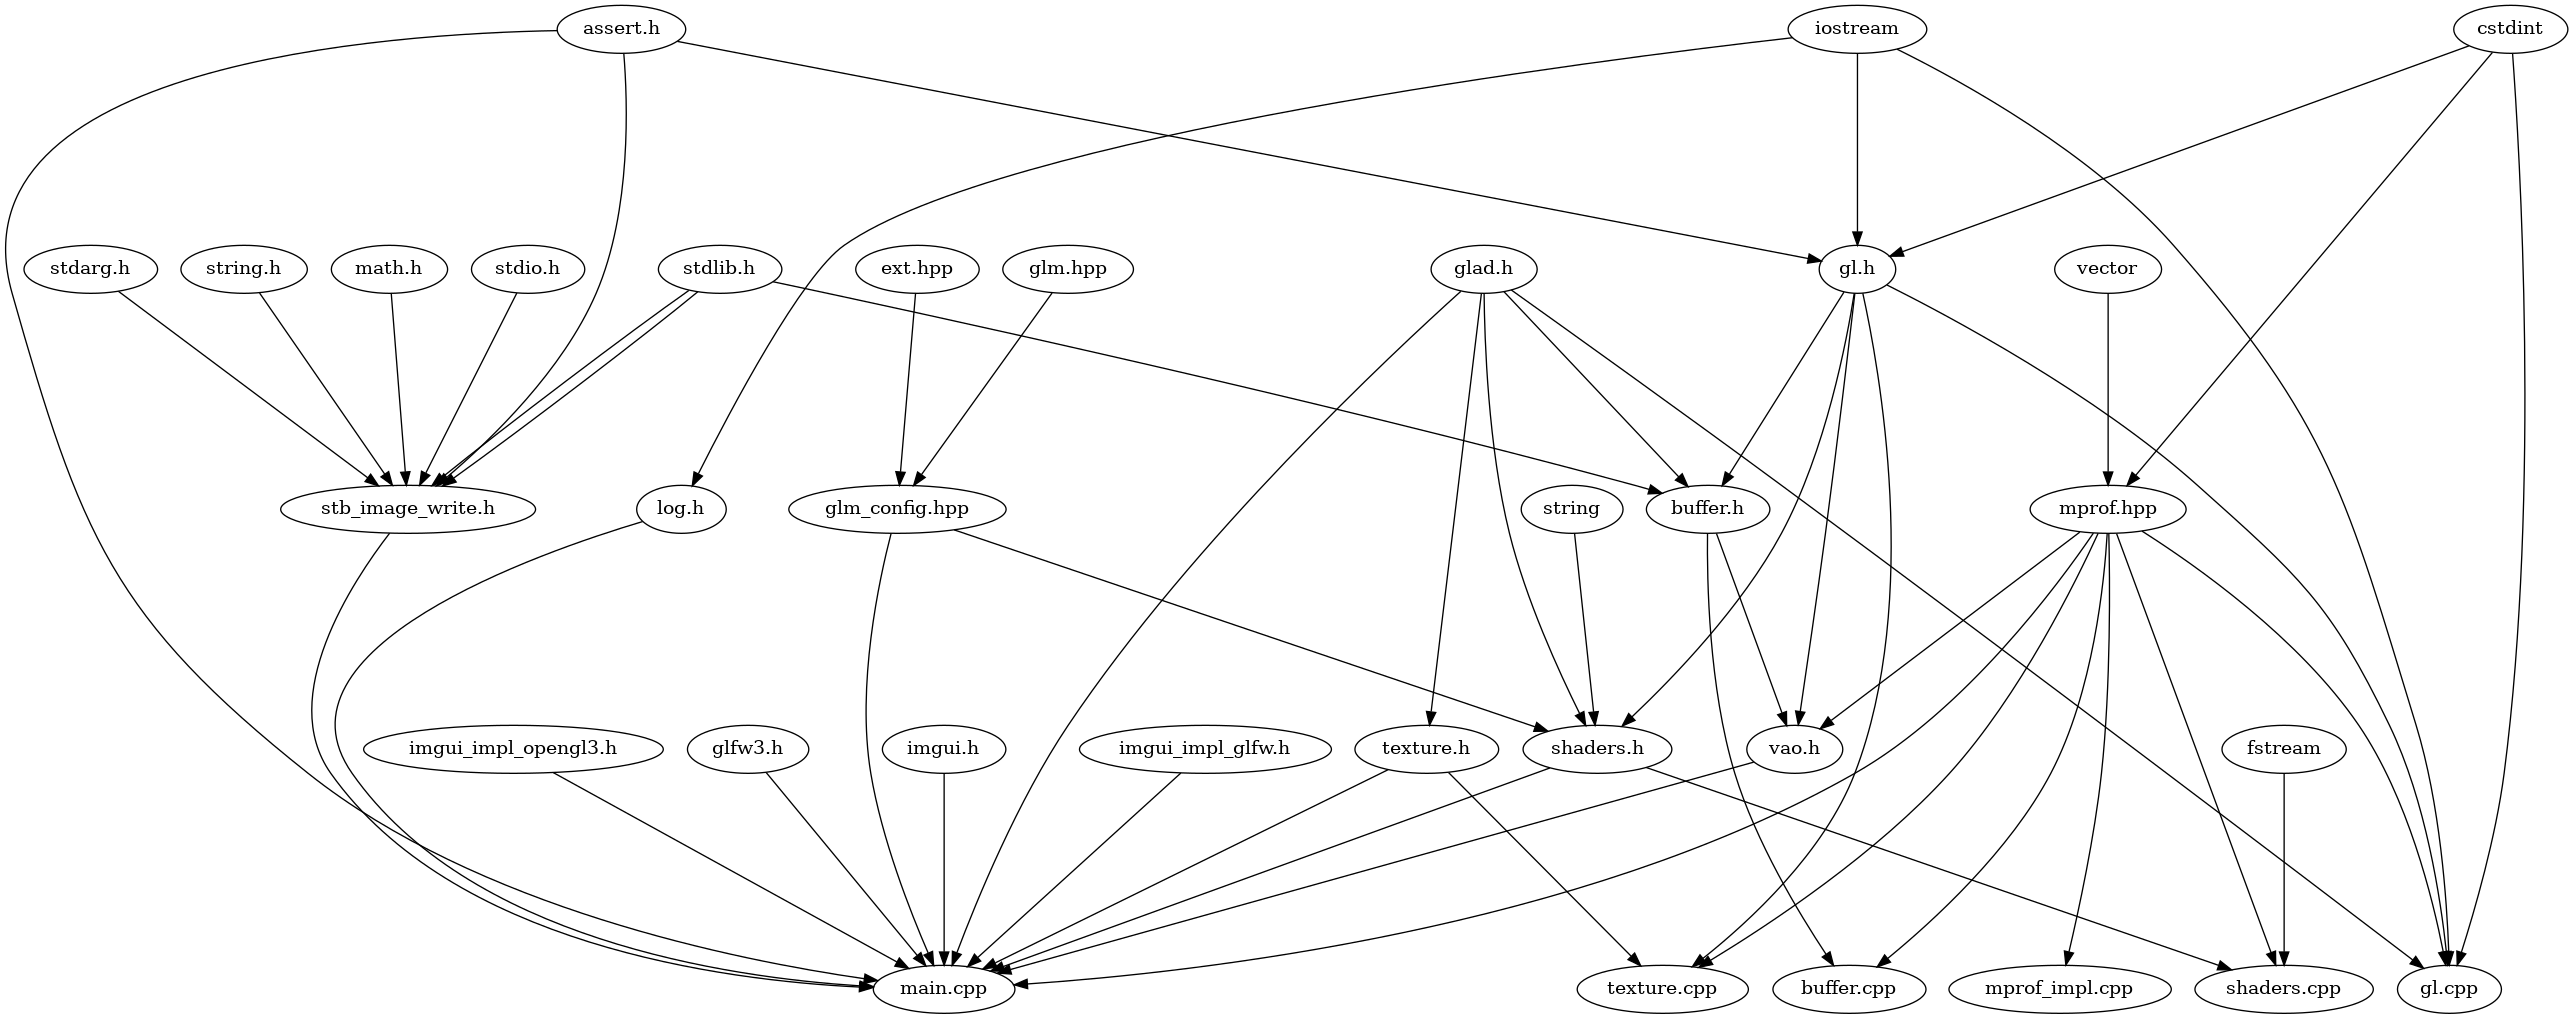 assert.h
iostream
cstdint
stdarg.h
string.h
math.h
stdio.h
stdlib.h
ext.hpp
glm.hpp
glad.h
gl.h
vector
stb_image_write.h
log.h
glm_config.hpp
string
buffer.h
mprof.hpp
imgui_impl_opengl3.h
glfw3.h
imgui.h
imgui_impl_glfw.h
texture.h
shaders.h
vao.h
fstream
main.cpp
texture.cpp
buffer.cpp
mprof_impl.cpp
shaders.cpp
gl.cpp